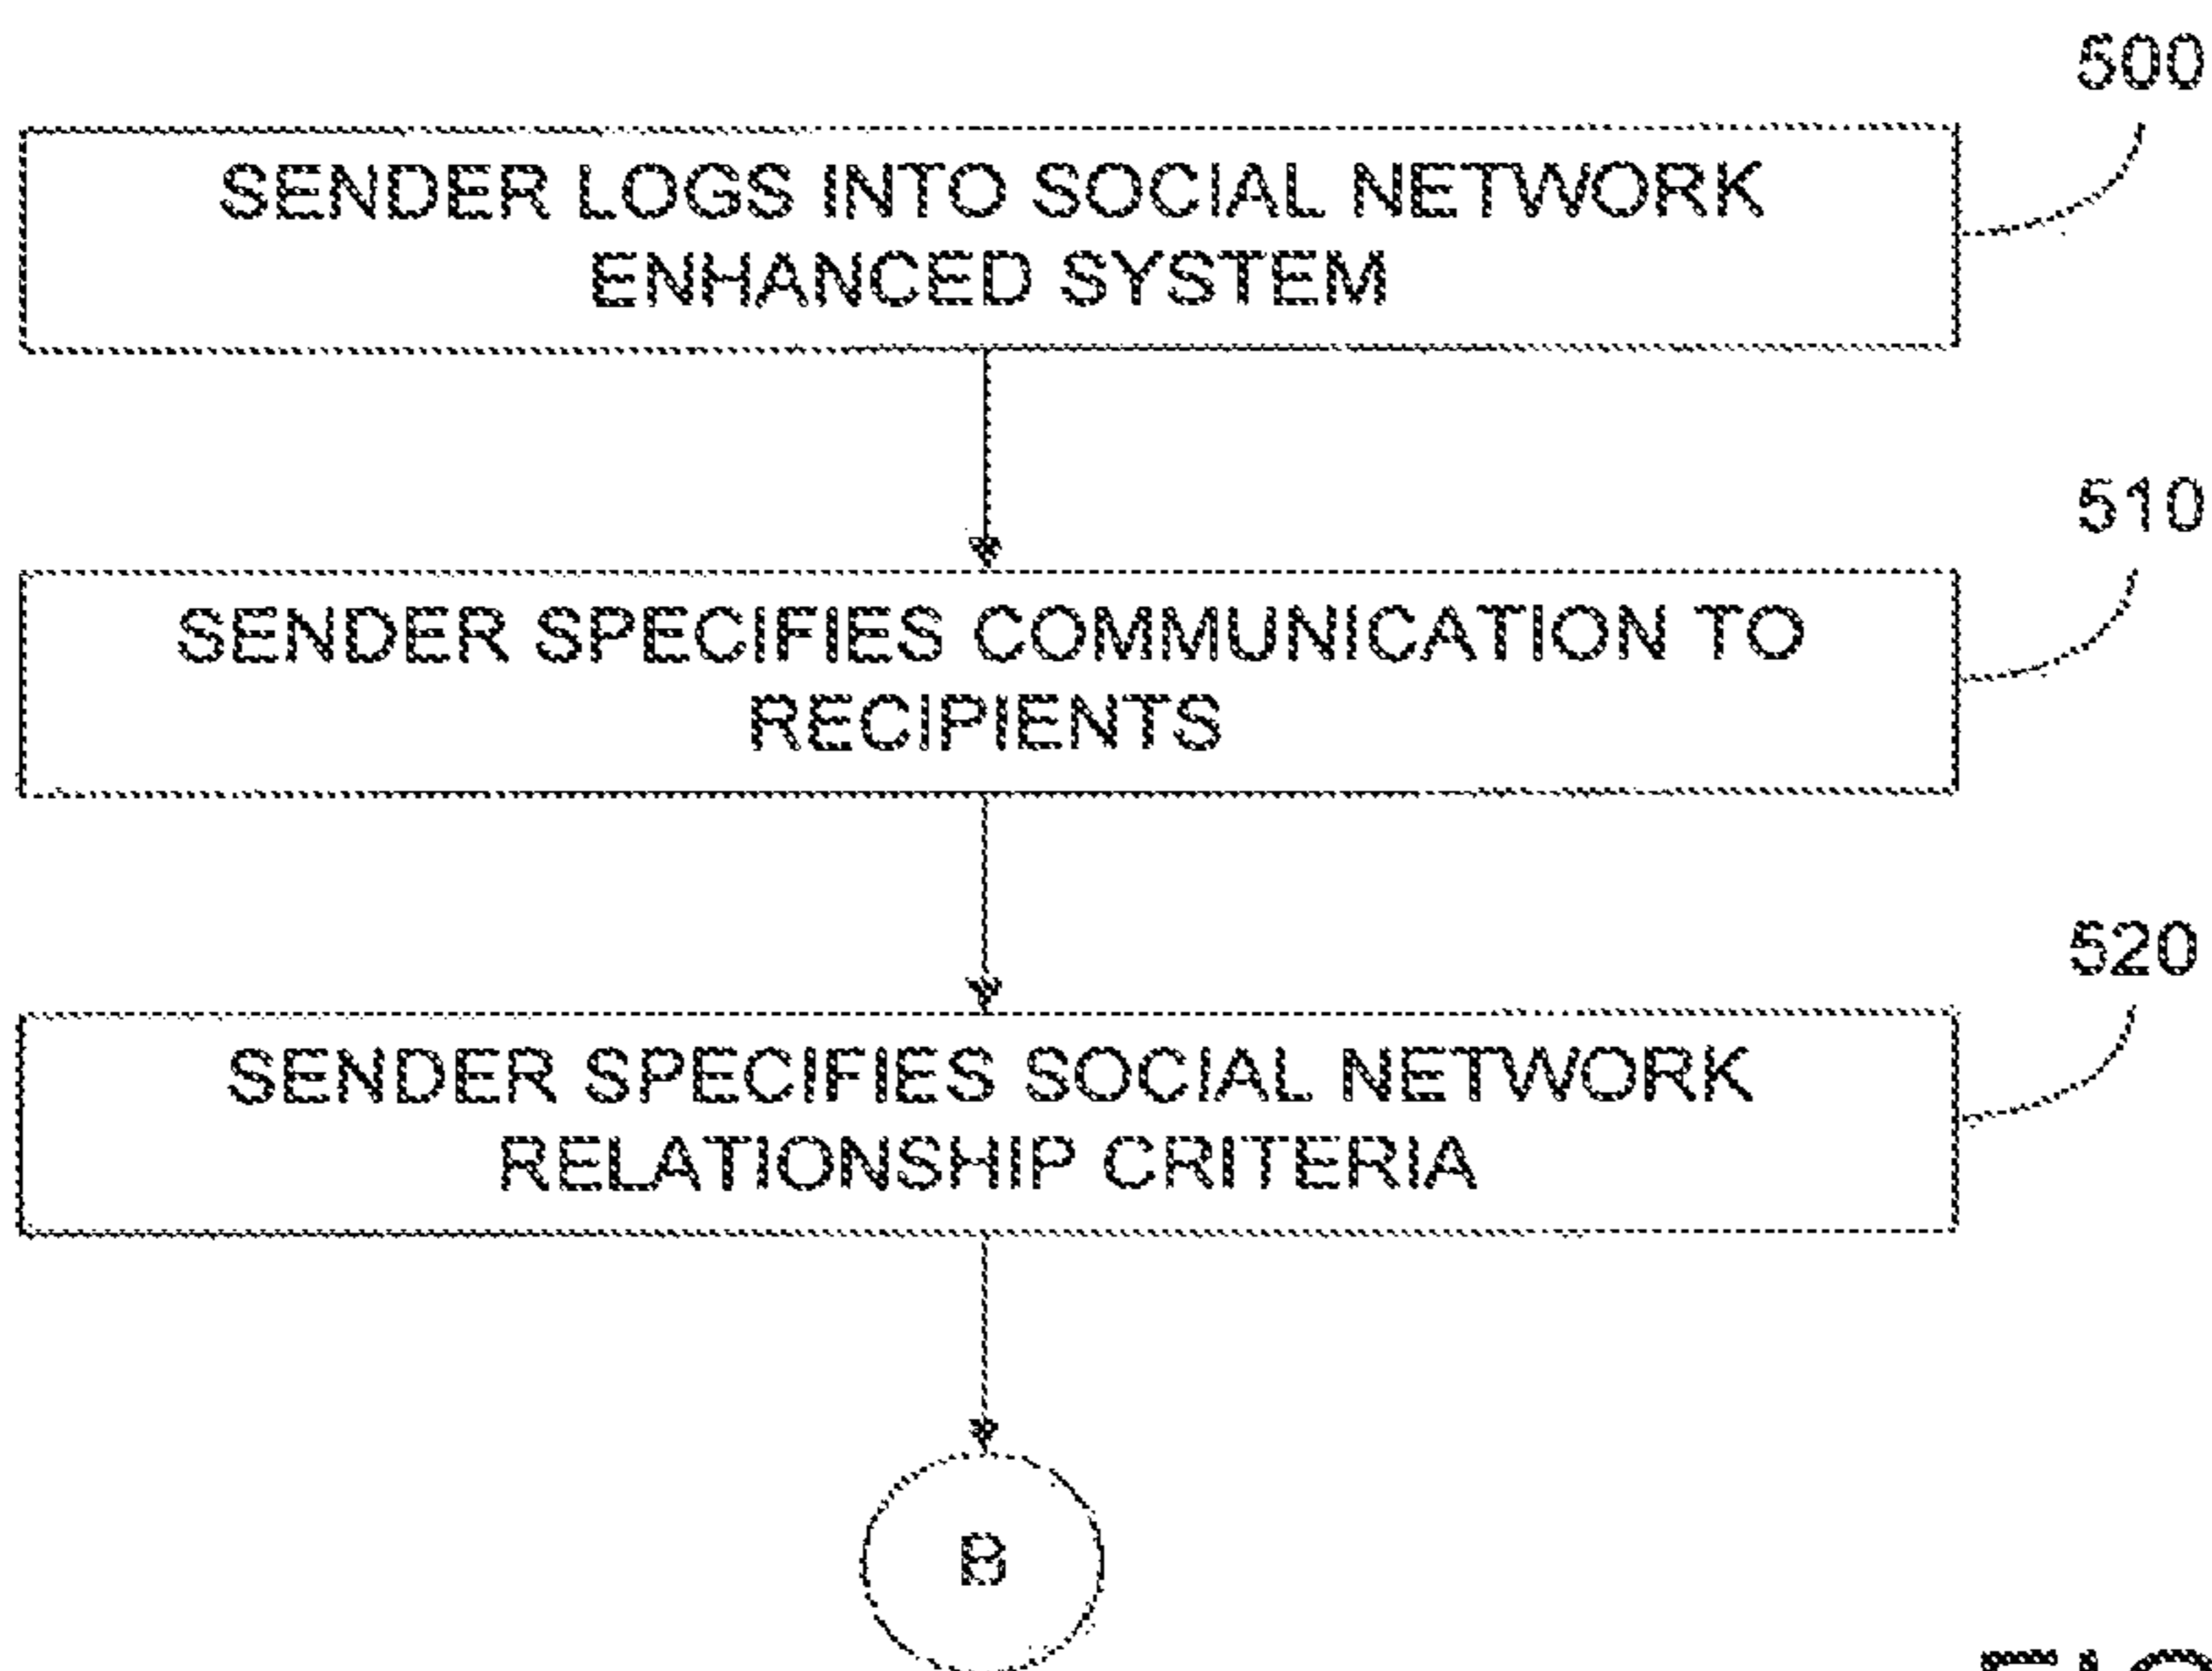 500
SENDER LOGS INTO SOCIAL NETWORK
ENHANCED SYSTEM
510
SENDER SPECIFIES COMMUNICATION TO
RECIPIENTS
520
SENDER SPECIFIES SOCIAL NETWORK
RELATIONSHIP CRITERIA
B